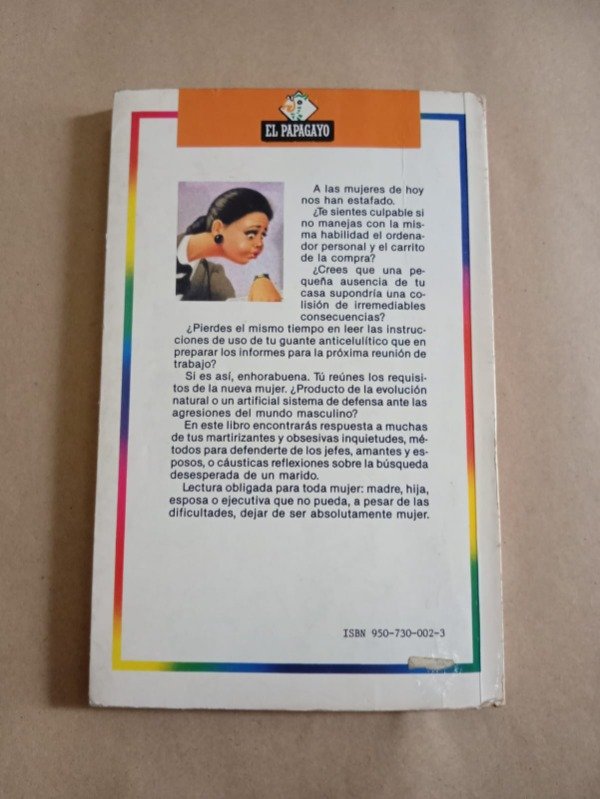 EL PAPAGAYO
A las mujeres de hoy
nos han estafado.
¿Te sientes culpable si
no manejas con la mis-
ma habilidad el ordena-
dor personal y el carrito
de la compra?
¿Crees que una pe-
queña ausencia de tu
casa supondría una co-
lisión de irremediables
consecuencias?
¿Pierdes el mismo tiempo en leer las instruc-
ciones de uso de tu guante anticelulítico que en
preparar los informes para la próxima reunión de
trabajo?
Si es así, enhorabuena. Tú reúnes los requisi-
tos de la nueva mujer. ¿Producto de la evolución
natural o un artificial sistema de defensa ante las
agresiones del mundo masculino?
En este libro encontrarás respuesta a muchas
de tus martirizantes y obsesivas inquietudes, mé-
todos para defenderte de los jefes, amantes y es-
posos, o cáusticas reflexiones sobre la búsqueda
desesperada de un marido.
Lectura obligada para toda mujer: madre, hija,
esposa o ejecutiva que no pueda, a pesar de las
dificultades, dejar de ser absolutamente mujer.
ISBN 950-730-002-3